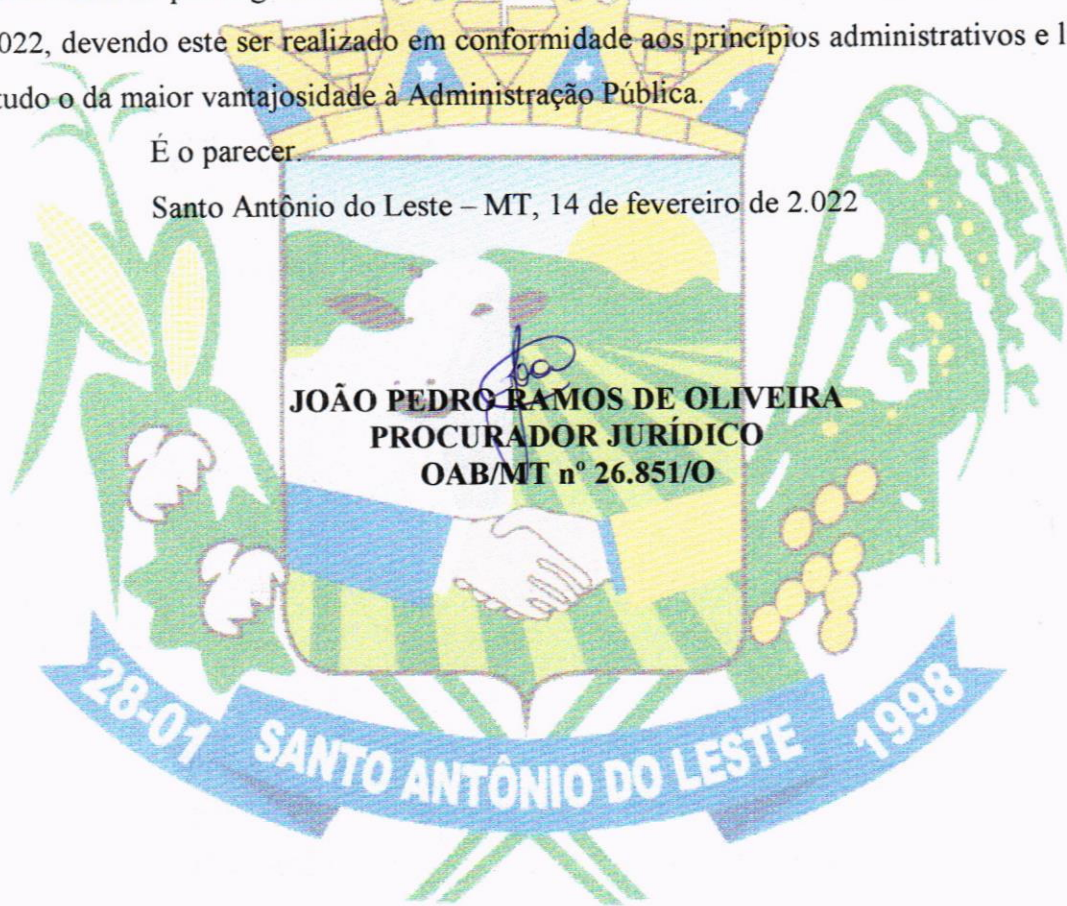 022, devendo este ser realizado em conformidade aos princípios administrativos e l
tudo o da maior vantajosidade à Administração Pública.
É o parecer.
Santo Antônio do Leste – MT, 14 de fevereiro de 2.022
JOÃO PEDRO RAMOS DE OLIVEIRA
PROCURADOR JURÍDICO
OAB/MT nº 26.851/O
28-01 SANTO ANTÔNIO DO LESTE 1998